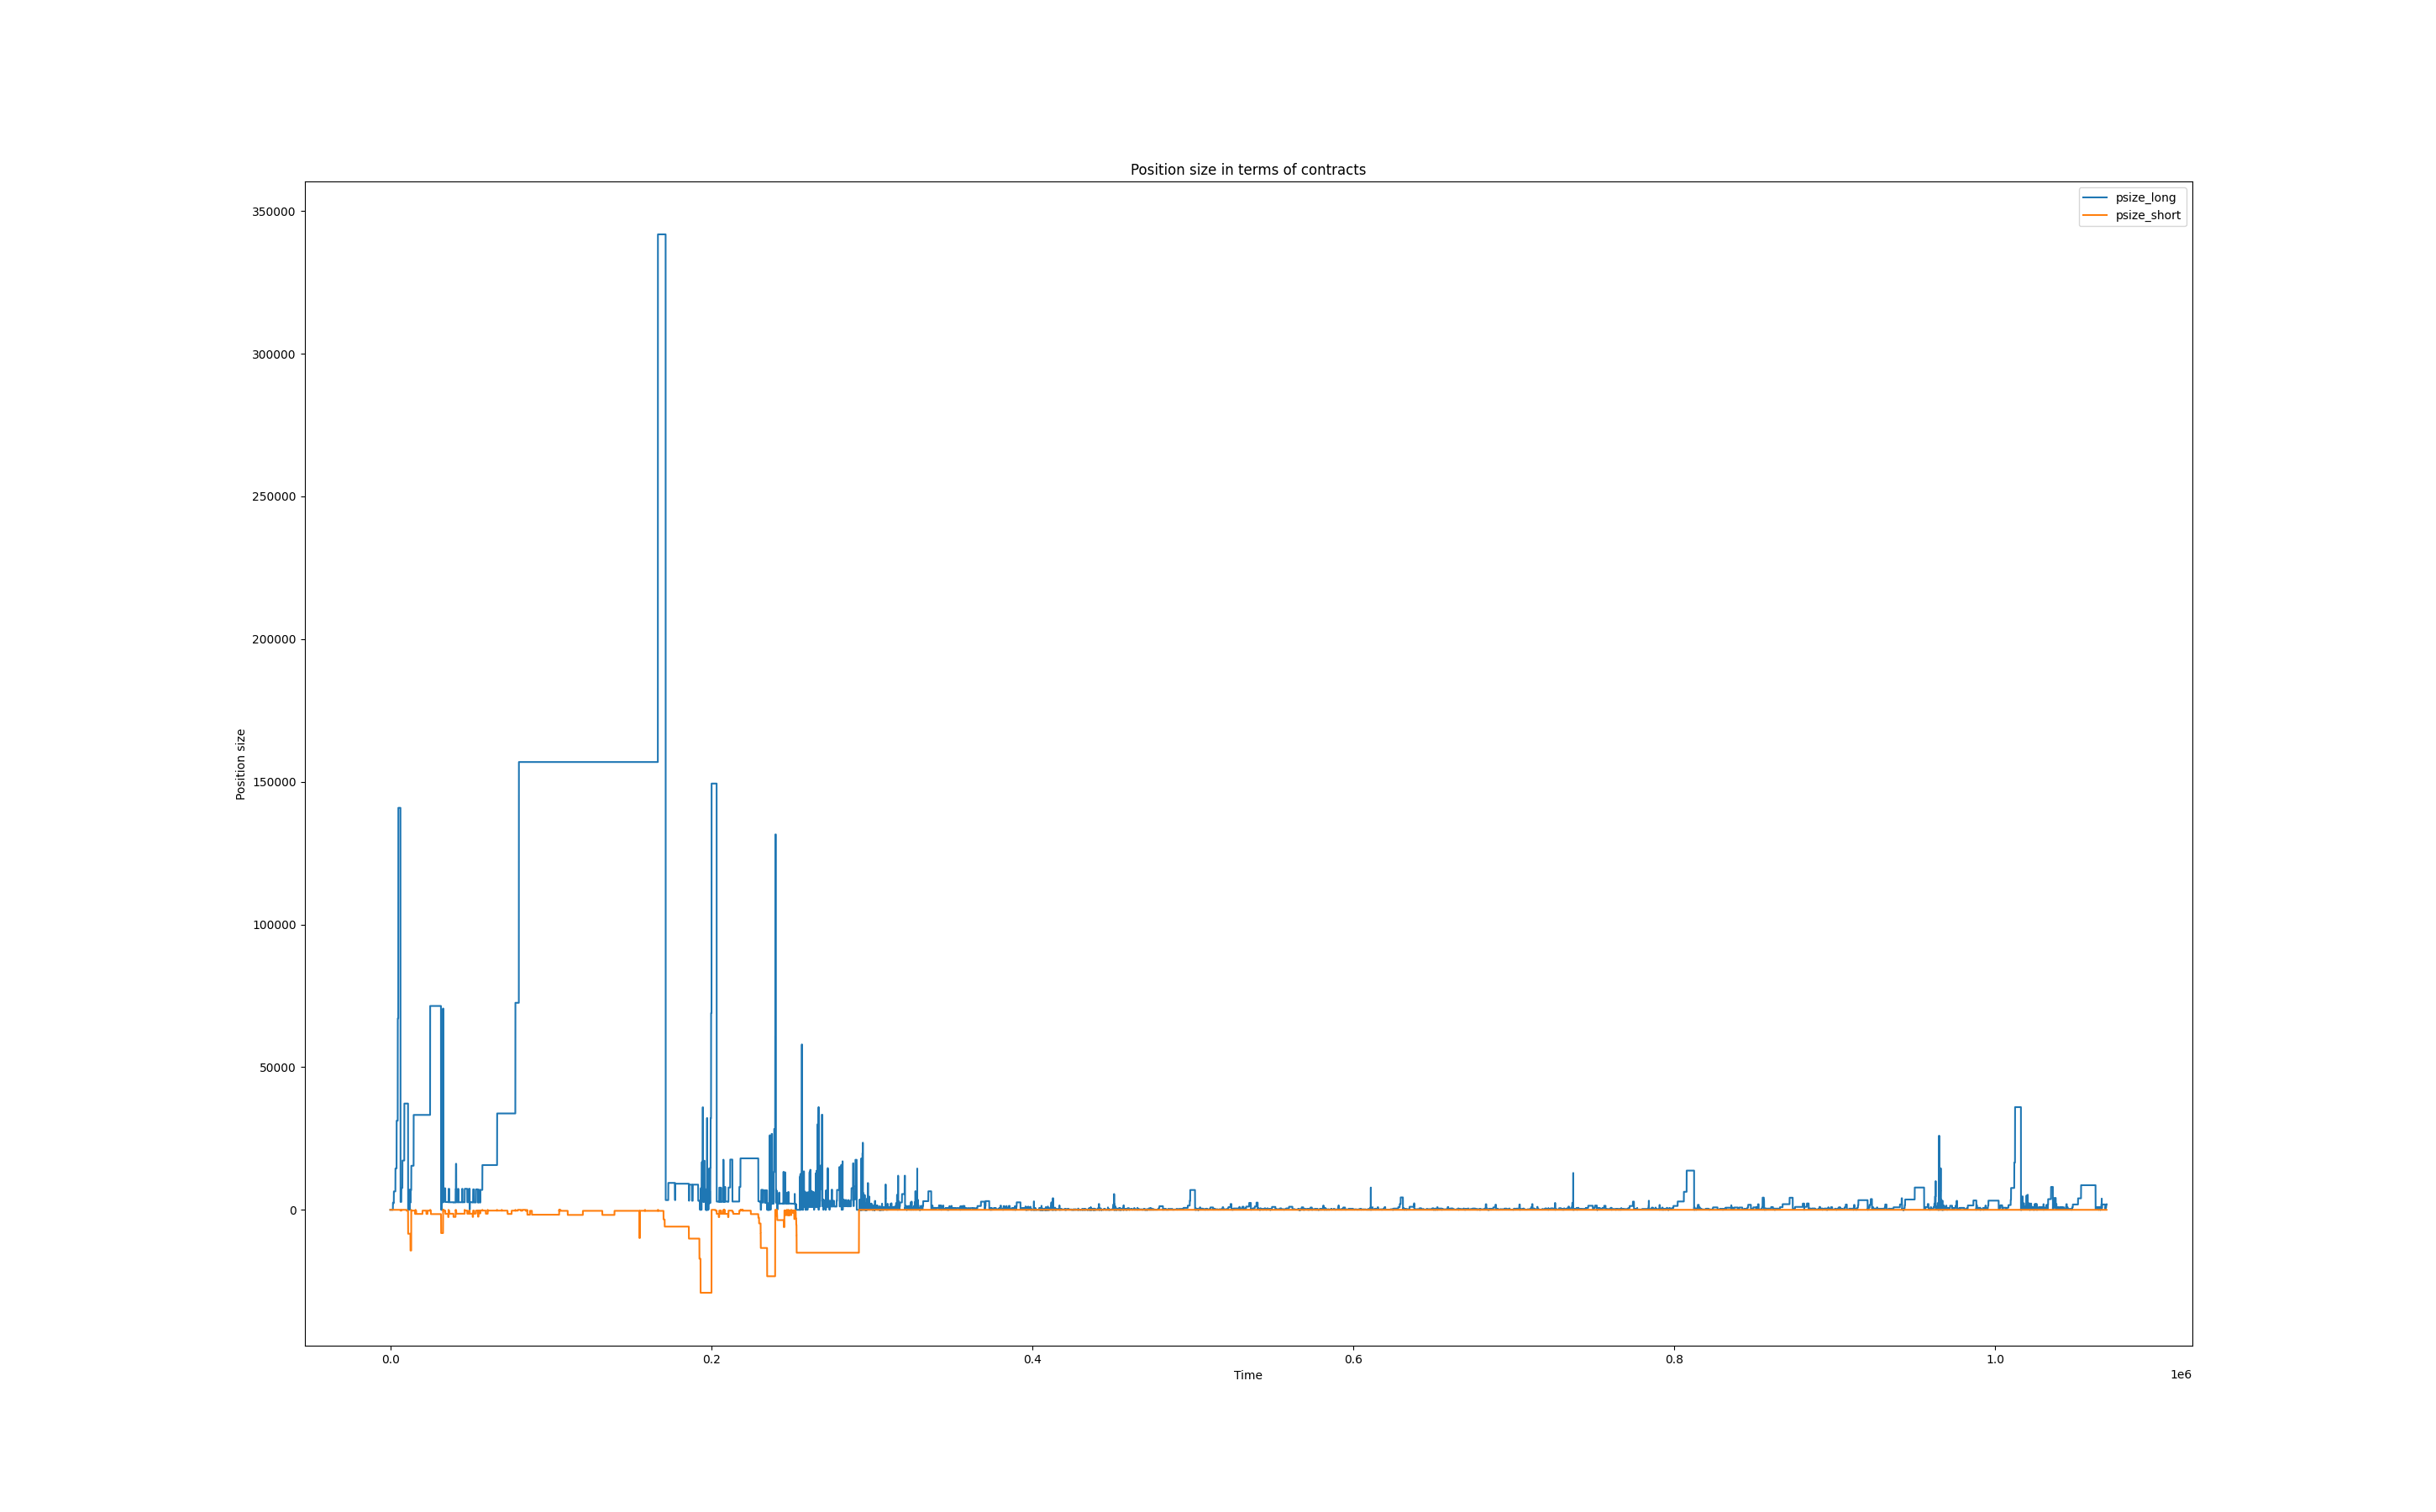 Position size in terms of contracts
psize_long
psize_short
350000
300000
250000
200000
150000
100000
50000
0
Position size
0.0
0.2
0.4
0.6
0.8
1.0
Time
1e6